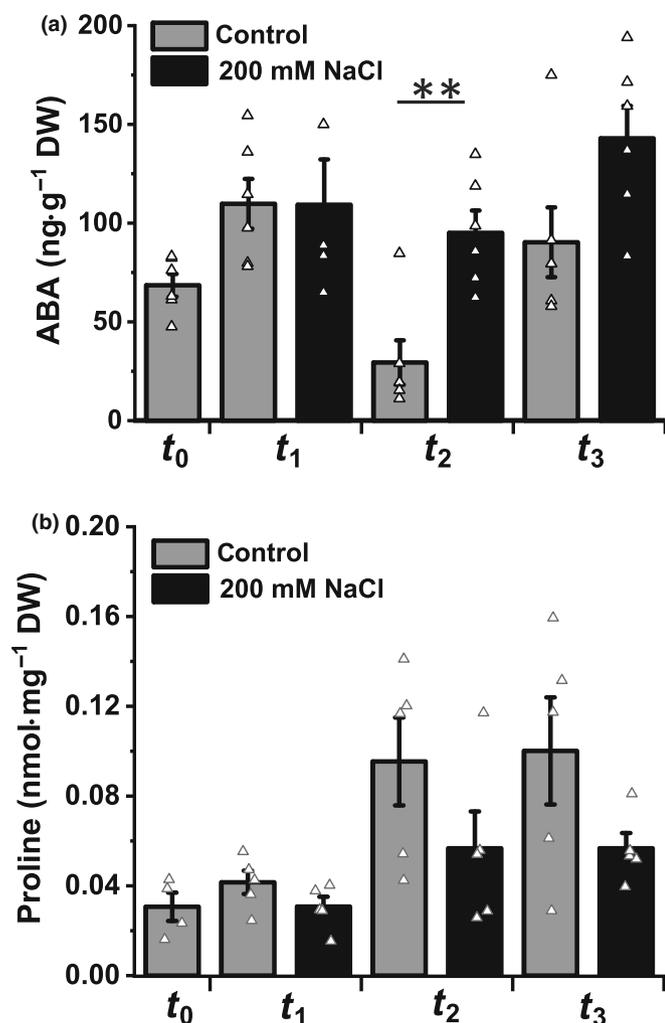 (a)
200
150
100
50
0
ABA (ng·g⁻¹ DW)
Control
200 mM NaCl
**
t₀ t₁ t₂ t₃
(b)
0.20
0.16
0.12
0.08
0.04
0.00
Proline (nmol·mg⁻¹ DW)
Control
200 mM NaCl
t₀ t₁ t₂ t₃